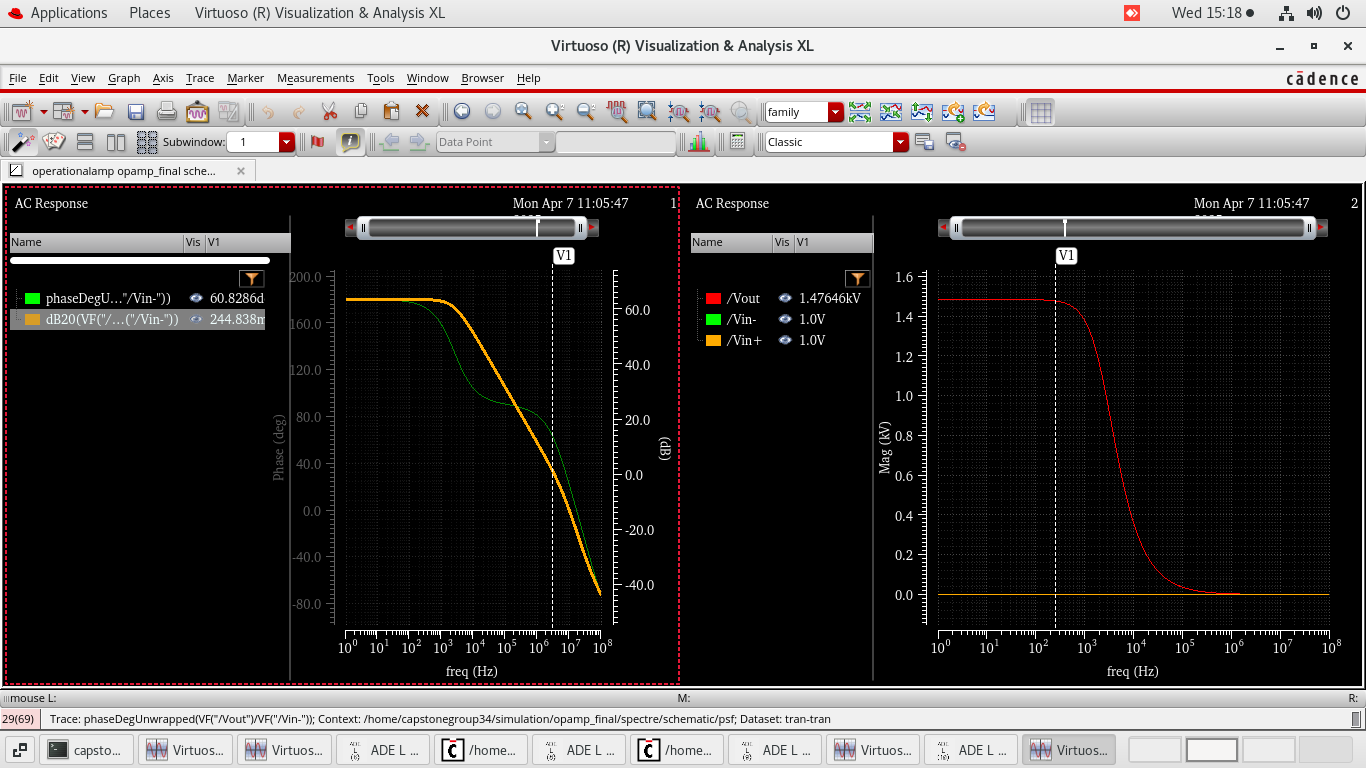 Applications Places Virtuoso (R) Visualization & Analysis XL Wed 15:18
Virtuoso (R) Visualization & Analysis XL
File Edit View Graph Axis Trace Marker Measurements Tools Window Browser Help
cādence
family
Subwindow: 1 Data Point Classic
operationalamp opamp_final sche...
AC Response Mon Apr 7 11:05:47 1
Name Vis V1
V1
phaseDegU..."/Vin-")) 60.8286d
dB20(VF("/...("/Vin-")) 244.838m
200.0
160.0
120.0
80.0
40.0
0.0
-40.0
-80.0
Phase (deg)
60.0
40.0
20.0
0.0
-20.0
-40.0
(dB)
10^0 10^1 10^2 10^3 10^4 10^5 10^6 10^7 10^8
freq (Hz)
AC Response Mon Apr 7 11:05:47 2
Name Vis V1
V1
/Vout 1.47646kV
/Vin- 1.0V
/Vin+ 1.0V
1.6
1.4
1.2
1.0
0.8
0.6
0.4
0.2
0.0
Mag (kV)
10^0 10^1 10^2 10^3 10^4 10^5 10^6 10^7 10^8
freq (Hz)
mouse L: M: R:
29(69) Trace: phaseDegUnwrapped(VF("/Vout")/VF("/Vin-")); Context: /home/capstonegroup34/simulation/opamp_final/spectre/schematic/psf; Dataset: tran-tran
capsto... Virtuos... Virtuos... ADE L ... /home... ADE L ... /home... ADE L ... Virtuos... ADE L ... Virtuos...